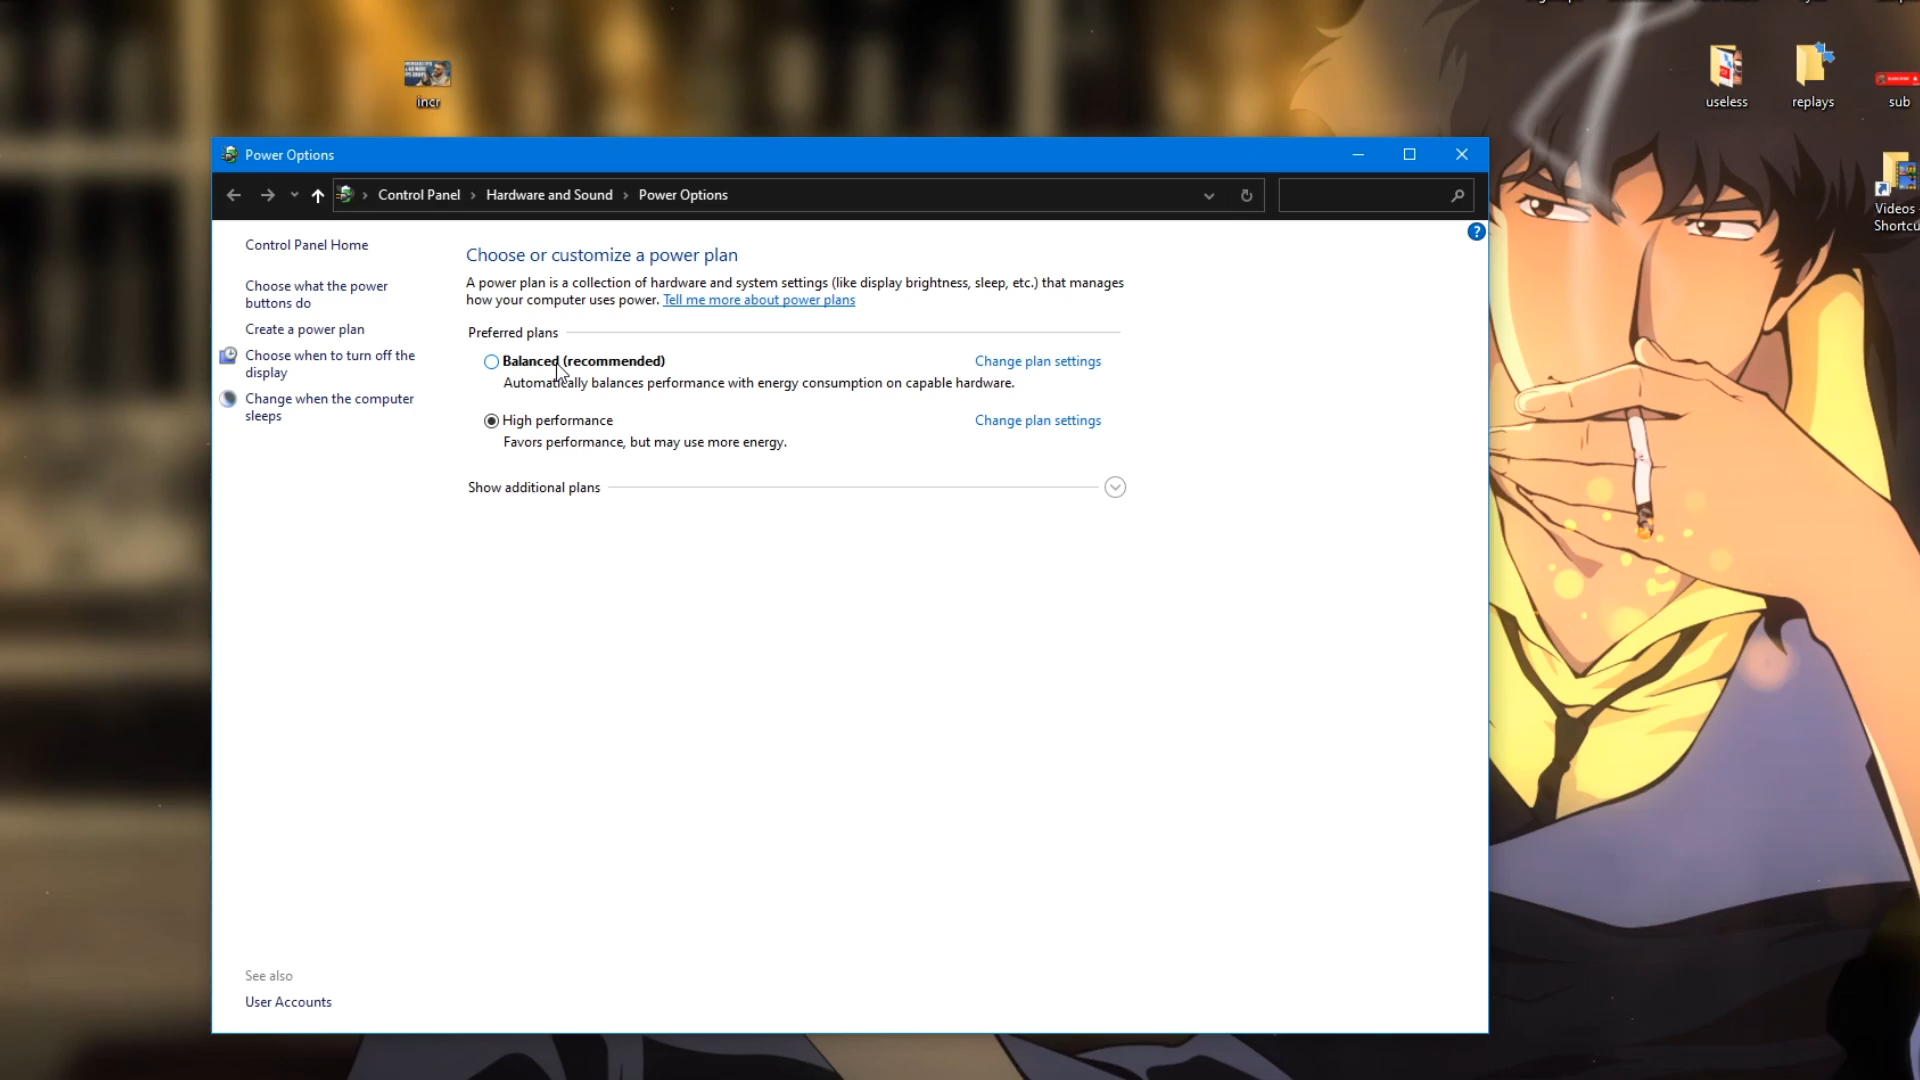 incr
useless
replays
sub
Videos -
Shortcu
Power Options
Control Panel > Hardware and Sound > Power Options
Control Panel Home
Choose what the power
buttons do
Create a power plan
Choose when to turn off the
display
Change when the computer
sleeps
Choose or customize a power plan
A power plan is a collection of hardware and system settings (like display brightness, sleep, etc.) that manages
how your computer uses power. Tell me more about power plans
Preferred plans
Balanced (recommended) Change plan settings
Automatically balances performance with energy consumption on capable hardware.
High performance Change plan settings
Favors performance, but may use more energy.
Show additional plans
See also
User Accounts